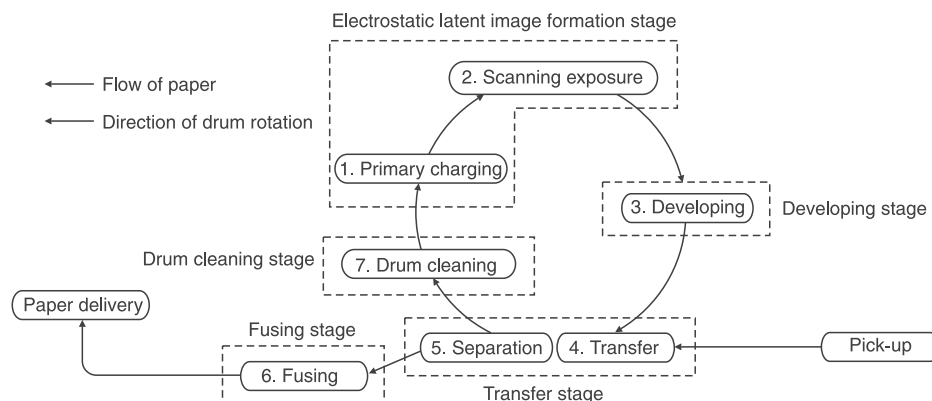 Electrostatic latent image formation stage
2. Scanning exposure
Flow of paper
Direction of drum rotation
1. Primary charging
3. Developing
Developing stage
Drum cleaning stage
7. Drum cleaning
Paper delivery
Fusing stage
5. Separation
4. Transfer
Pick-up
6. Fusing
Transfer stage